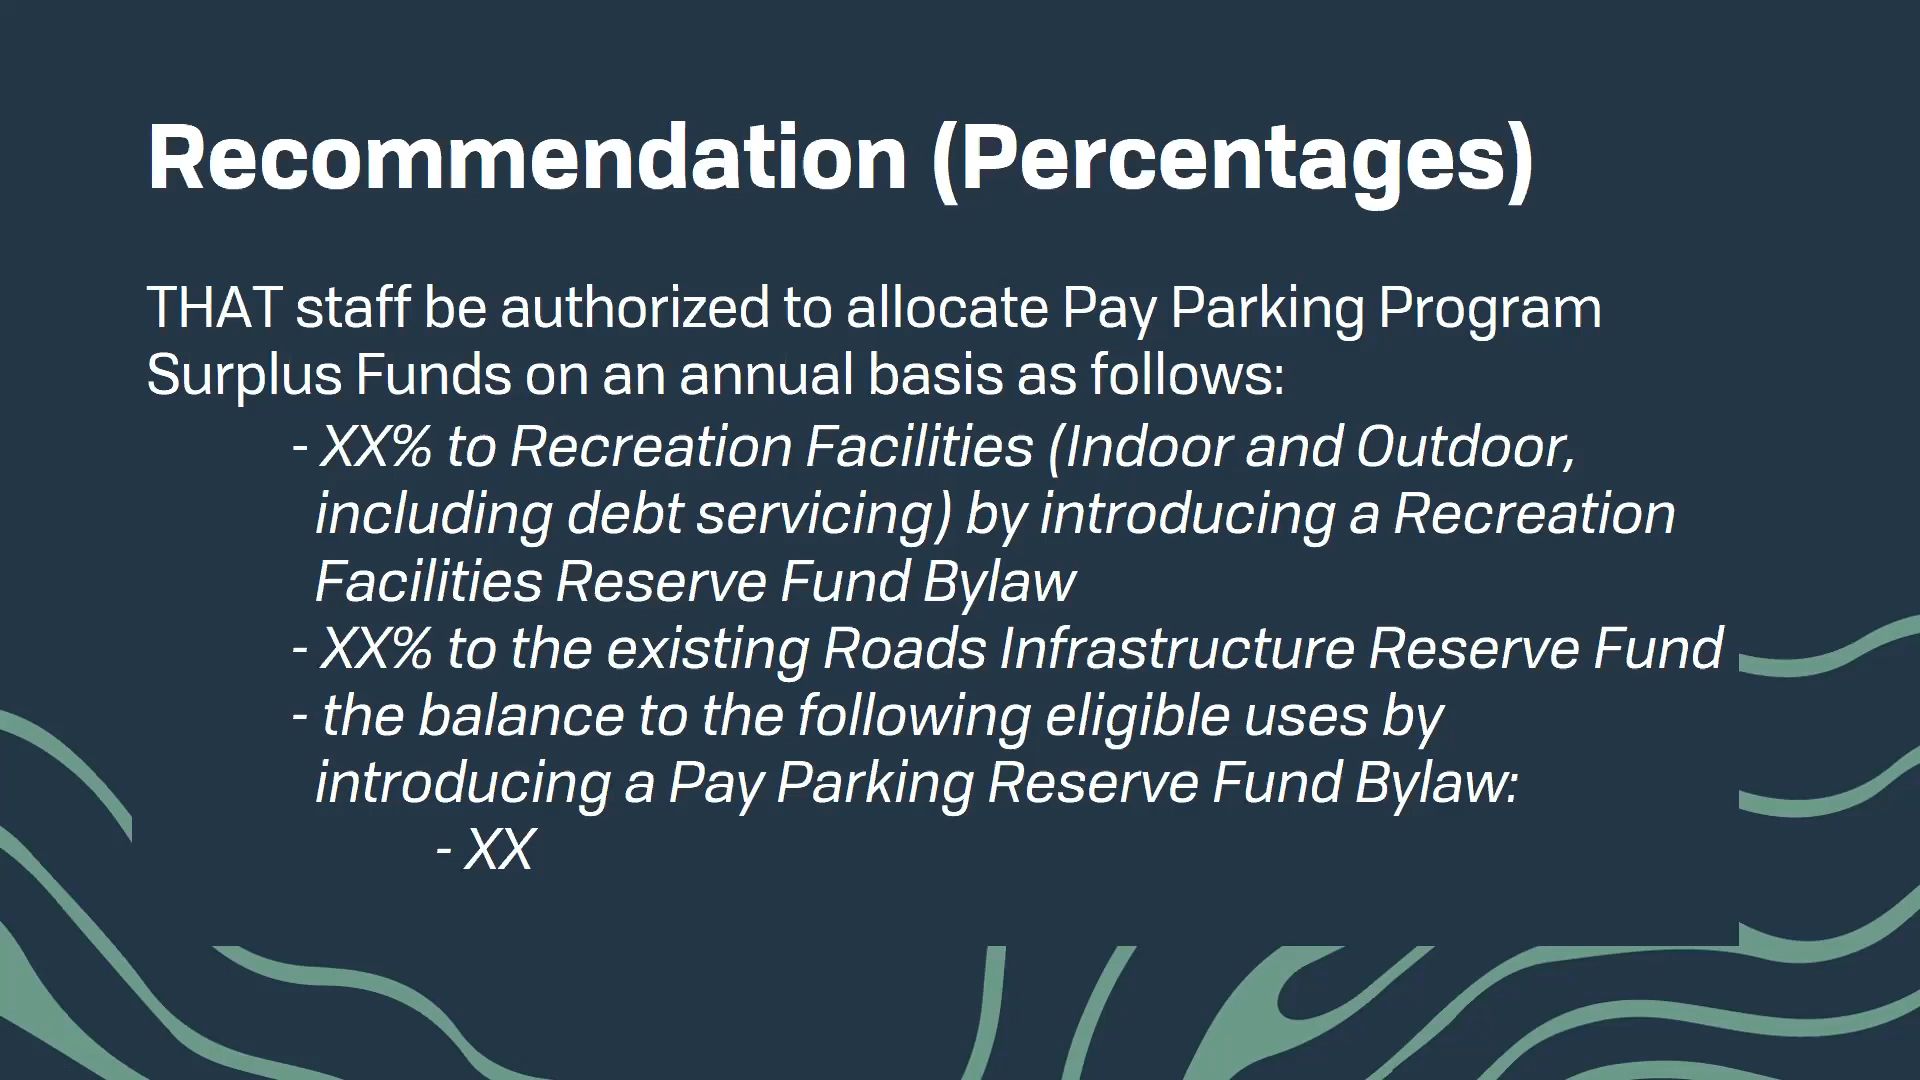 Recommendation (Percentages)
THAT staff be authorized to allocate Pay Parking Program
Surplus Funds on an annual basis as follows:
- XX% to Recreation Facilities (Indoor and Outdoor,
including debt servicing) by introducing a Recreation
Facilities Reserve Fund Bylaw
- XX% to the existing Roads Infrastructure Reserve Fund
- the balance to the following eligible uses by
introducing a Pay Parking Reserve Fund Bylaw:
- XX